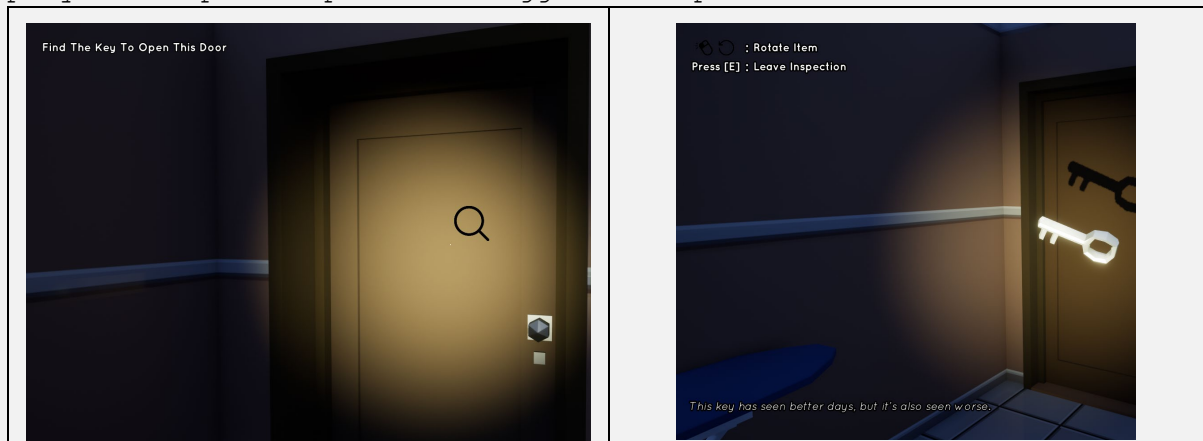 Find The Key To Open This Door
: Rotate Item
Press [E] : Leave Inspection
This key has seen better days, but it's also seen worse.